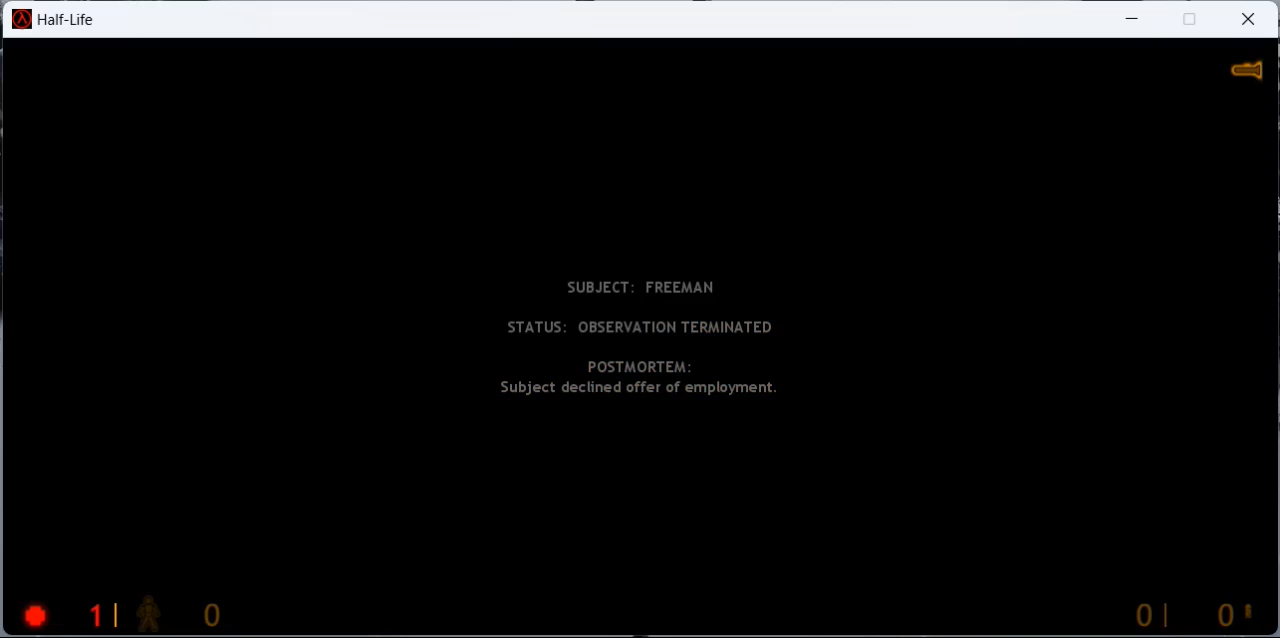 Half-Life
SUBJECT: FREEMAN
STATUS: OBSERVATION TERMINATED
POSTMORTEM:
Subject declined offer of employment.
1 | 0 0 | 0